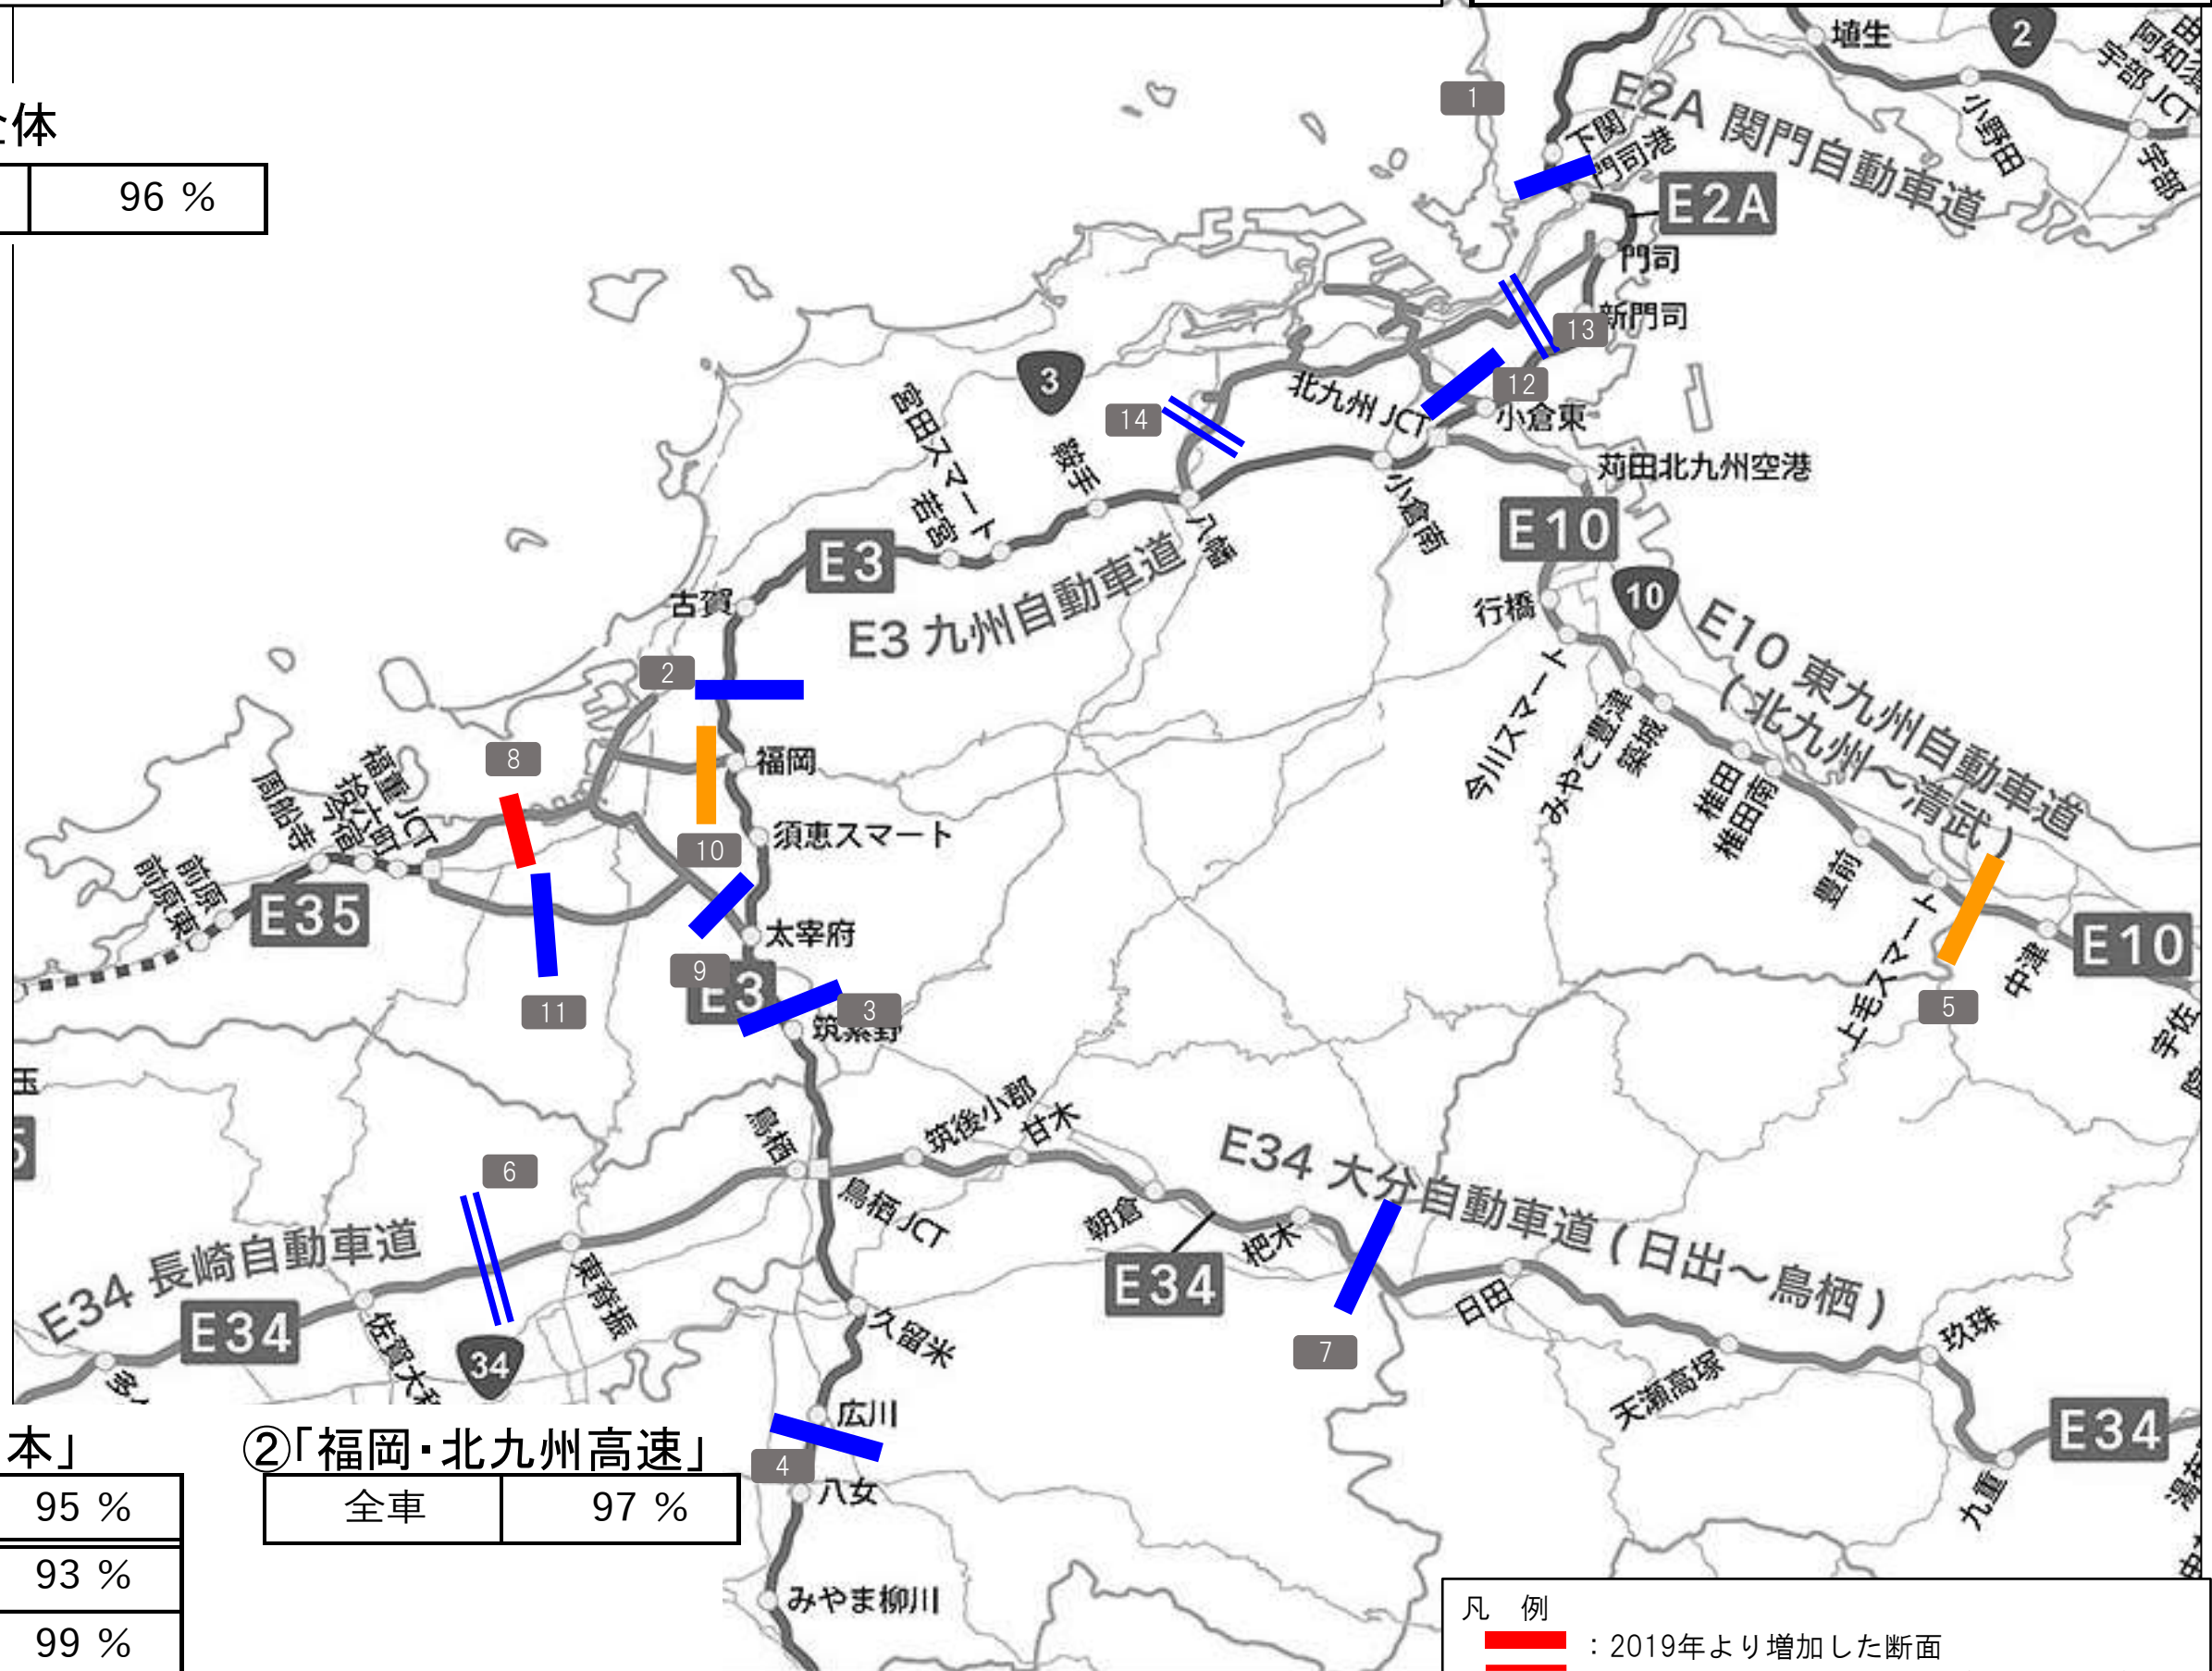 全体
96 %
1
2
埴生
宇部 JCT
小野田
宇部
E2A 関門自動車道
下関
門司港
E2A
門司
新門司
13
12
3
14
北九州 JCT
小倉東
宮田スマート
鞍手
若宮
八幡
小倉南
苅田北九州空港
E10
E3
E3 九州自動車道
古賀
行橋
10
E10 東九州自動車道
(北九州~清武)
2
今川スマート
みやこ豊津
築城
椎田
椎田南
豊前
上毛スマート
中津
E10
宇佐
5
福岡
8
福重 JCT
拾六町
今宿
周船寺
前原
前原東
E35
10
須恵スマート
太宰府
9
E3
3
筑紫野
11
6
鳥栖
筑後小郡
甘木
E34 大分自動車道 (日出~鳥栖)
鳥栖 JCT
朝倉
杷木
E34
7
日田
天瀬高塚
玖珠
九重
E34
E34 長崎自動車道
E34
東脊振
佐賀大和
34
久留米
広川
4
八女
みやま柳川
本」
95 %
93 %
99 %
②「福岡・北九州高速」
全車
97 %
凡 例
:2019年より増加した断面